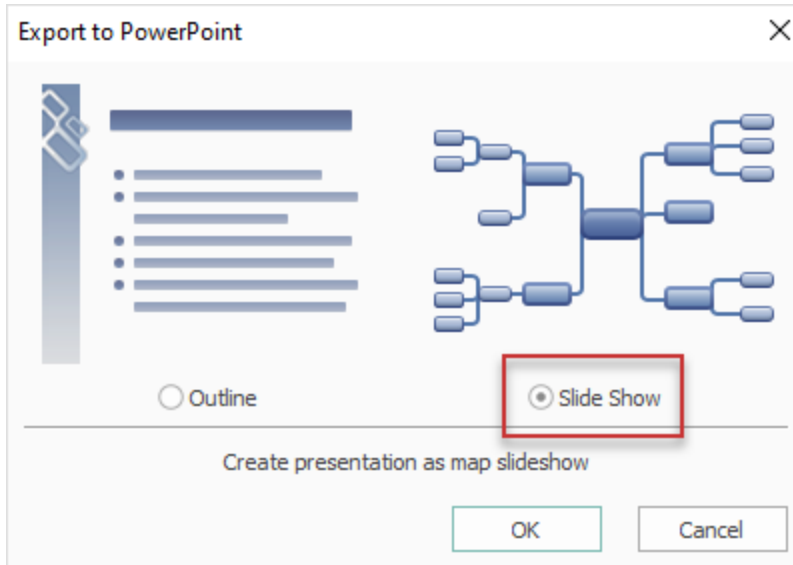 Export to PowerPoint
Outline
Slide Show
Create presentation as map slideshow
OK
Cancel